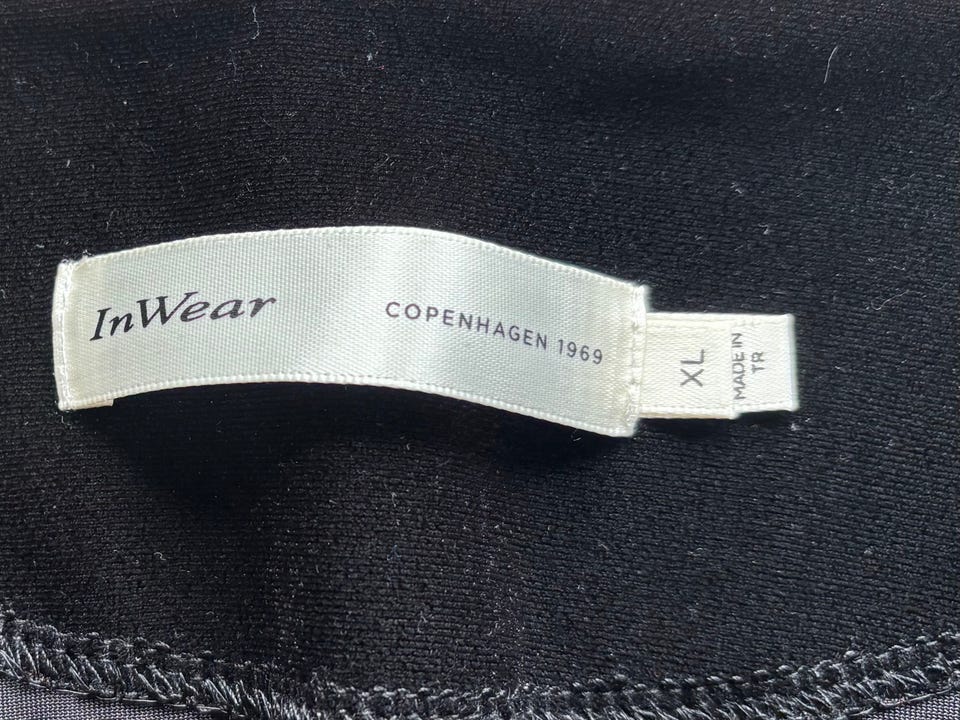 InWear
COPENHAGEN 1969
XL
MADE IN
TR